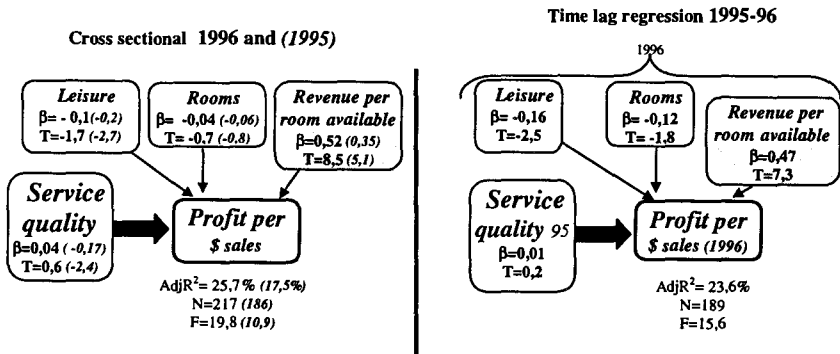 Cross sectional 1996 and (1995)
Leisure
β= - 0,1(-0,2)
T=-1,7 (-2,7)
Rooms
β= -0,04 (-0,06)
T= -0,7 (-0,8)
Revenue per
room available
β=0,52 (0,35)
T=8,5 (5,1)
Service
quality
β=0,04 (-0,17)
T=0,6 (-2,4)
Profit per
$ sales
AdjR²= 25,7% (17,5%)
N=217 (186)
F=19,8 (10,9)
Time lag regression 1995-96
1996
Leisure
β= -0,16
T=-2,5
Rooms
β= -0,12
T= -1,8
Revenue per
room available
β=0,47
T=7,3
Service
quality 95
β=0,01
T=0,2
Profit per
$ sales (1996)
AdjR²= 23,6%
N=189
F=15,6